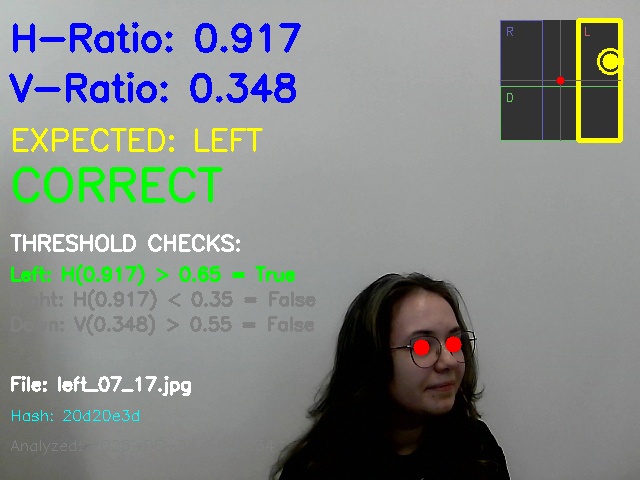 H-Ratio: 0.917
V-Ratio: 0.348
EXPECTED: LEFT
CORRECT
THRESHOLD CHECKS:
Left: H(0.917) > 0.65 = True
Right: H(0.917) < 0.35 = False
Down: V(0.348) > 0.55 = False
File: left_07_17.jpg
Hash: 20d20e3d
Analyzed:
R
L
D